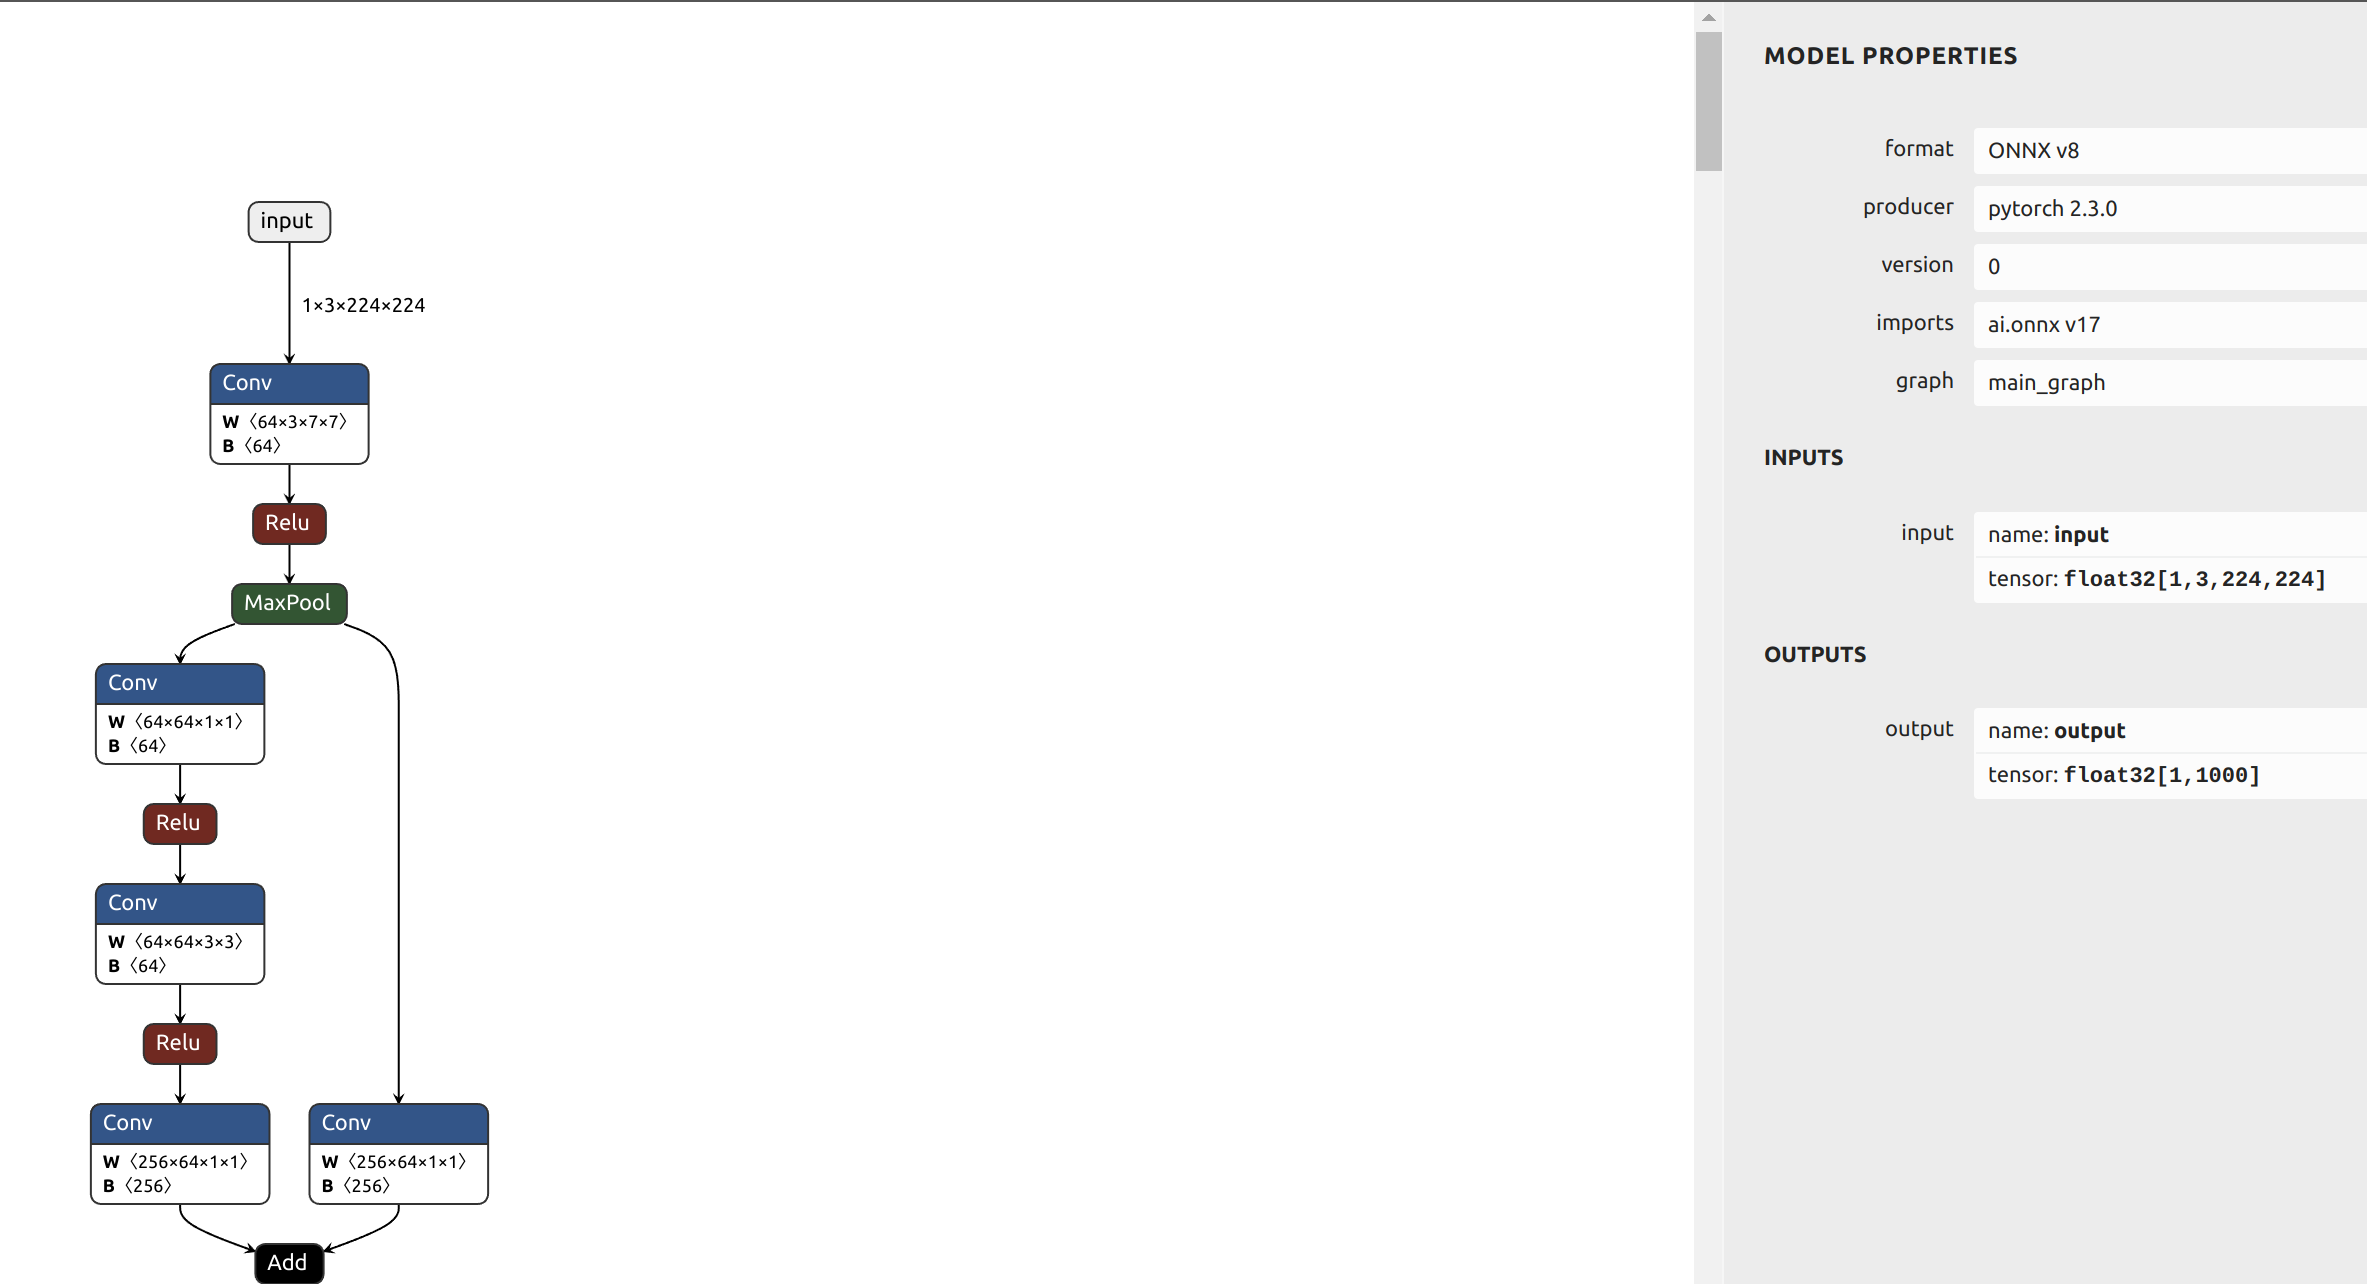 input
1×3×224×224
Conv
W 〈64×3×7×7〉
B 〈64〉
Relu
MaxPool
Conv
W 〈64×64×1×1〉
B 〈64〉
Relu
Conv
W 〈64×64×3×3〉
B 〈64〉
Relu
Conv
W 〈256×64×1×1〉
B 〈256〉
Conv
W 〈256×64×1×1〉
B 〈256〉
Add
MODEL PROPERTIES
format ONNX v8
producer pytorch 2.3.0
version 0
imports ai.onnx v17
graph main_graph
INPUTS
input name: input
tensor: float32[1,3,224,224]
OUTPUTS
output name: output
tensor: float32[1,1000]